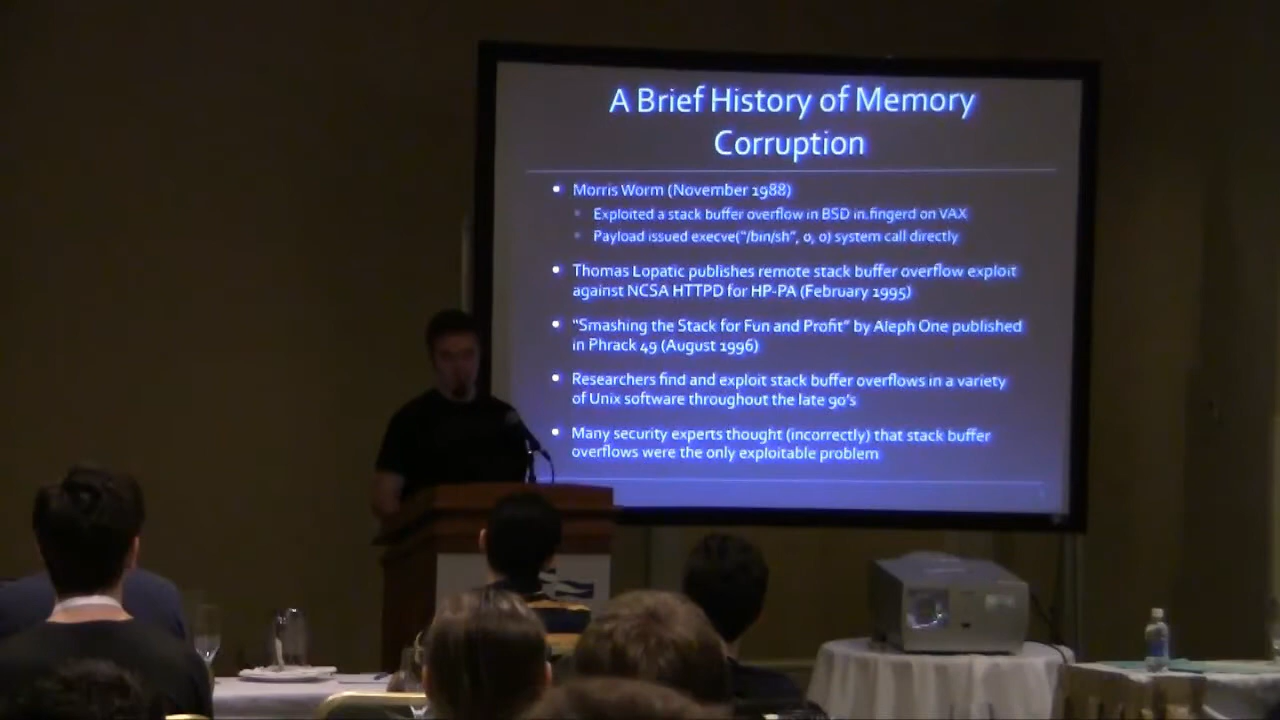 A Brief History of Memory
Corruption
• Morris Worm (November 1988)
Exploited a stack buffer overflow in BSD in.fingerd on VAX
Payload issued execve("/bin/sh", 0, 0) system call directly
• Thomas Lopatic publishes remote stack buffer overflow exploit
against NCSA HTTPD for HP-PA (February 1995)
• "Smashing the Stack for Fun and Profit" by Aleph One published
in Phrack 49 (August 1996)
• Researchers find and exploit stack buffer overflows in a variety
of Unix software throughout the late 90's
• Many security experts thought (incorrectly) that stack buffer
overflows were the only exploitable problem